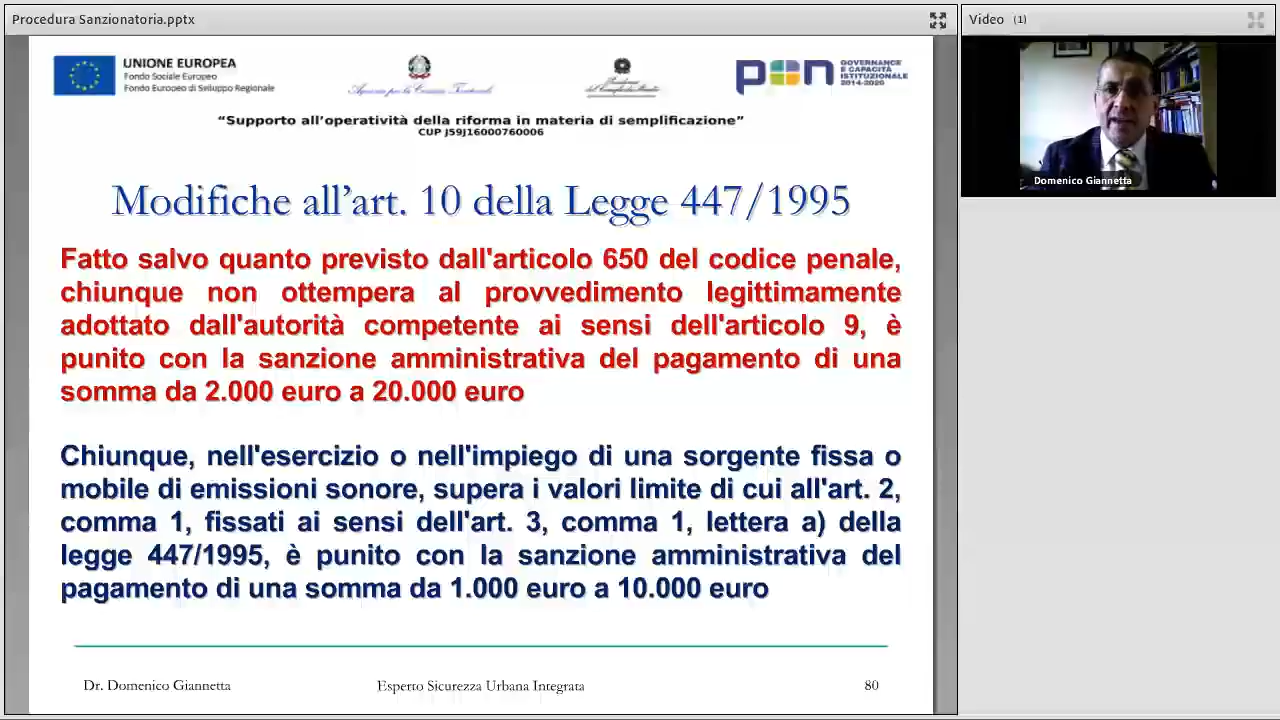 Procedura Sanzionatoria.pptx
Video (1)
UNIONE EUROPEA
Fondo Sociale Europeo
Fondo Europeo di Sviluppo Regionale
Agenzia per la Coesione Territoriale
pon GOVERNANCE
E CAPACITÀ
ISTITUZIONALE
2014-2020
“Supporto all’operatività della riforma in materia di semplificazione”
CUP J59J16000760006
Domenico Giannetta
Modifiche all’art. 10 della Legge 447/1995
Fatto salvo quanto previsto dall'articolo 650 del codice penale,
chiunque non ottempera al provvedimento legittimamente
adottato dall'autorità competente ai sensi dell'articolo 9, è
punito con la sanzione amministrativa del pagamento di una
somma da 2.000 euro a 20.000 euro
Chiunque, nell'esercizio o nell'impiego di una sorgente fissa o
mobile di emissioni sonore, supera i valori limite di cui all'art. 2,
comma 1, fissati ai sensi dell'art. 3, comma 1, lettera a) della
legge 447/1995, è punito con la sanzione amministrativa del
pagamento di una somma da 1.000 euro a 10.000 euro
Dr. Domenico Giannetta
Esperto Sicurezza Urbana Integrata
80